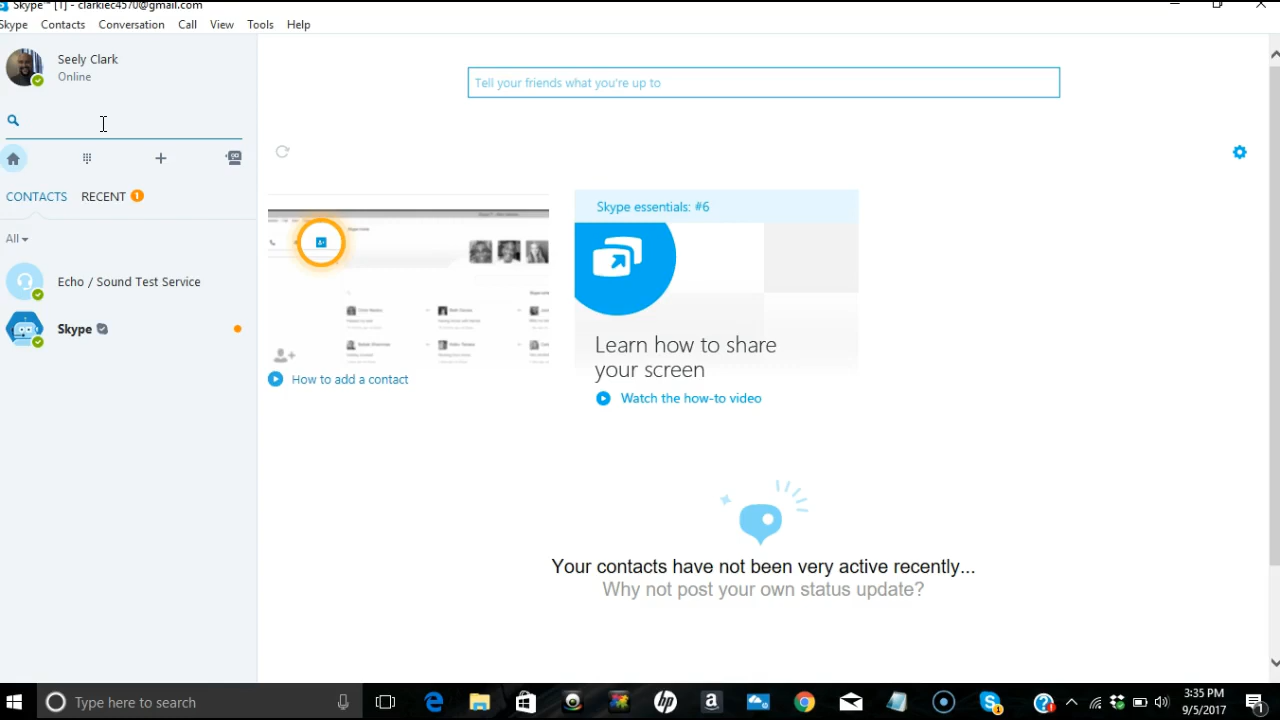 Skype™ [1] - clarkiec4570@gmail.com
Skype Contacts Conversation Call View Tools Help
Seely Clark
Online
Tell your friends what you're up to
CONTACTS RECENT 1
All
Echo / Sound Test Service
Skype
Skype essentials: #6
Learn how to share
your screen
How to add a contact
Watch the how-to video
Your contacts have not been very active recently...
Why not post your own status update?
Type here to search
3:35 PM
9/5/2017